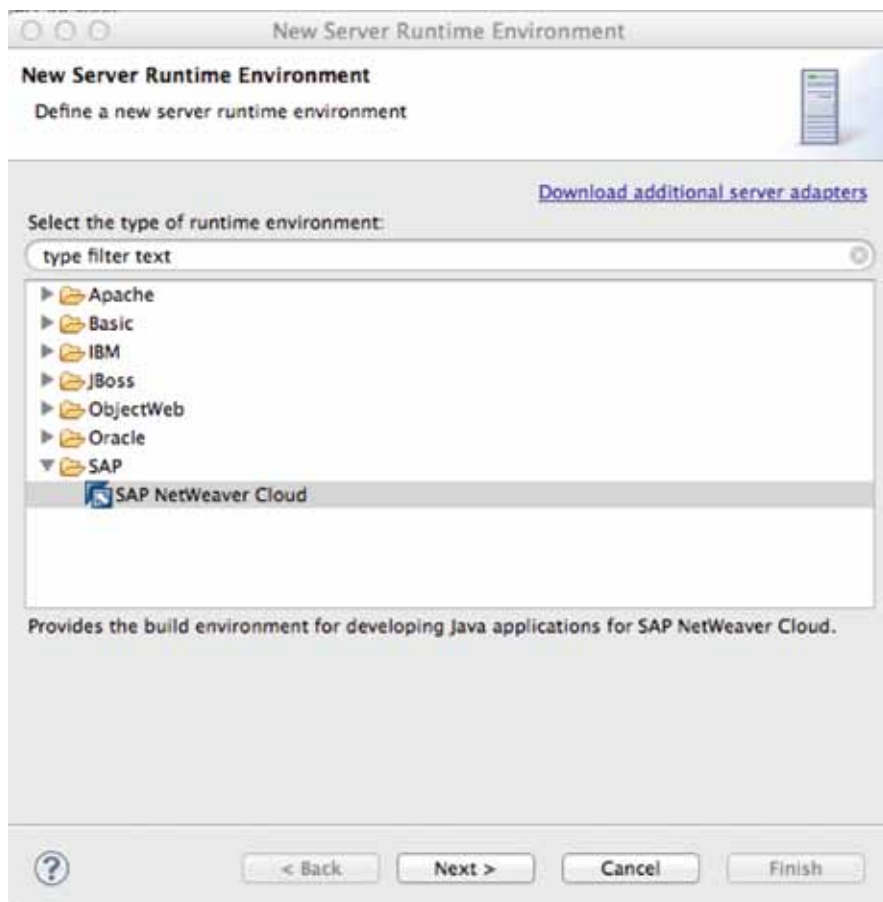 New Server Runtime Environment
New Server Runtime Environment
Define a new server runtime environment
Download additional server adapters
Select the type of runtime environment:
type filter text
Apache
Basic
IBM
JBoss
ObjectWeb
Oracle
SAP
SAP NetWeaver Cloud
Provides the build environment for developing Java applications for SAP NetWeaver Cloud.
?
< Back
Next >
Cancel
Finish